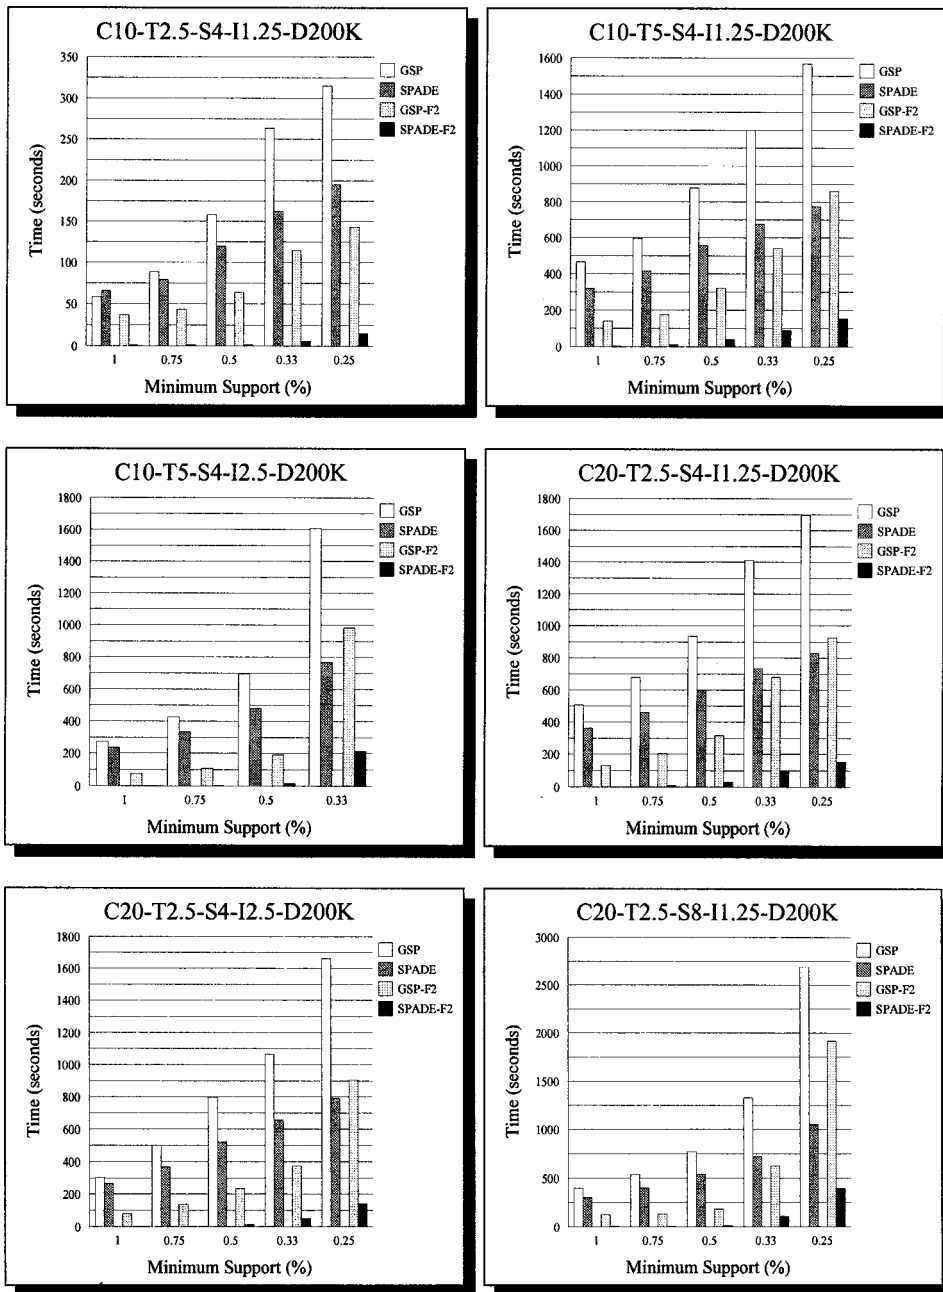 C10-T2.5-S4-I1.25-D200K
350
300
250
200
150
100
50
0
Time (seconds)
GSP
SPADE
GSP-F2
SPADE-F2
1 0.75 0.5 0.33 0.25
Minimum Support (%)
C10-T5-S4-I1.25-D200K
1600
1400
1200
1000
800
600
400
200
0
Time (seconds)
GSP
SPADE
GSP-F2
SPADE-F2
1 0.75 0.5 0.33 0.25
Minimum Support (%)
C10-T5-S4-I2.5-D200K
1800
1600
1400
1200
1000
800
600
400
200
0
Time (seconds)
GSP
SPADE
GSP-F2
SPADE-F2
1 0.75 0.5 0.33
Minimum Support (%)
C20-T2.5-S4-I1.25-D200K
1800
1600
1400
1200
1000
800
600
400
200
0
Time (seconds)
GSP
SPADE
GSP-F2
SPADE-F2
1 0.75 0.5 0.33 0.25
Minimum Support (%)
C20-T2.5-S4-I2.5-D200K
1800
1600
1400
1200
1000
800
600
400
200
0
Time (seconds)
GSP
SPADE
GSP-F2
SPADE-F2
1 0.75 0.5 0.33 0.25
Minimum Support (%)
C20-T2.5-S8-I1.25-D200K
3000
2500
2000
1500
1000
500
0
Time (seconds)
GSP
SPADE
GSP-F2
SPADE-F2
1 0.75 0.5 0.33 0.25
Minimum Support (%)